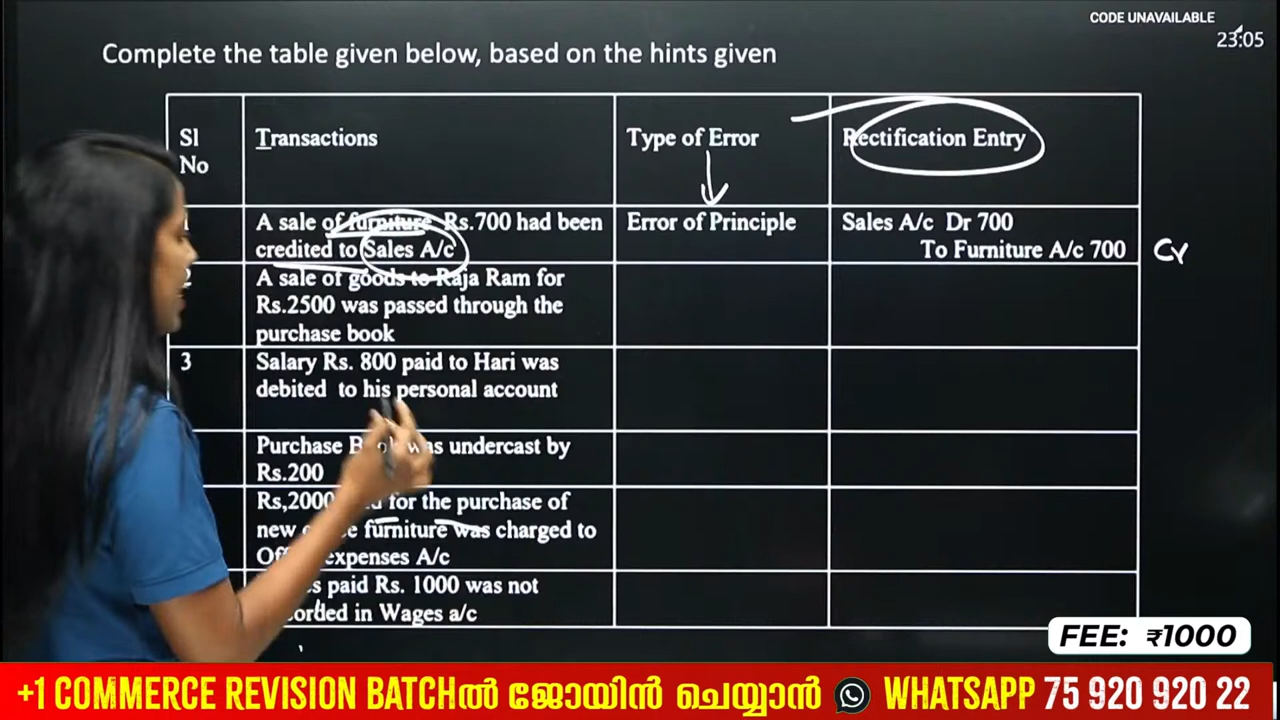 CODE UNAVAILABLE
23:05
Complete the table given below, based on the hints given
Sl
No
Transactions
Type of Error
Rectification Entry
A sale of furniture Rs.700 had been
credited to Sales A/c
Error of Principle
Sales A/c Dr 700
To Furniture A/c 700
2
A sale of goods to Raja Ram for
Rs.2500 was passed through the
purchase book
3
Salary Rs. 800 paid to Hari was
debited to his personal account
Purchase Book was undercast by
Rs.200
Rs,2000 for the purchase of
new furniture was charged to
expenses A/c
paid Rs. 1000 was not
in Wages a/c
FEE: ₹1000
+1 COMMERCE REVISION BATCHൽ ജോയിൻ ചെയ്യാൻ WHATSAPP 75 920 920 22